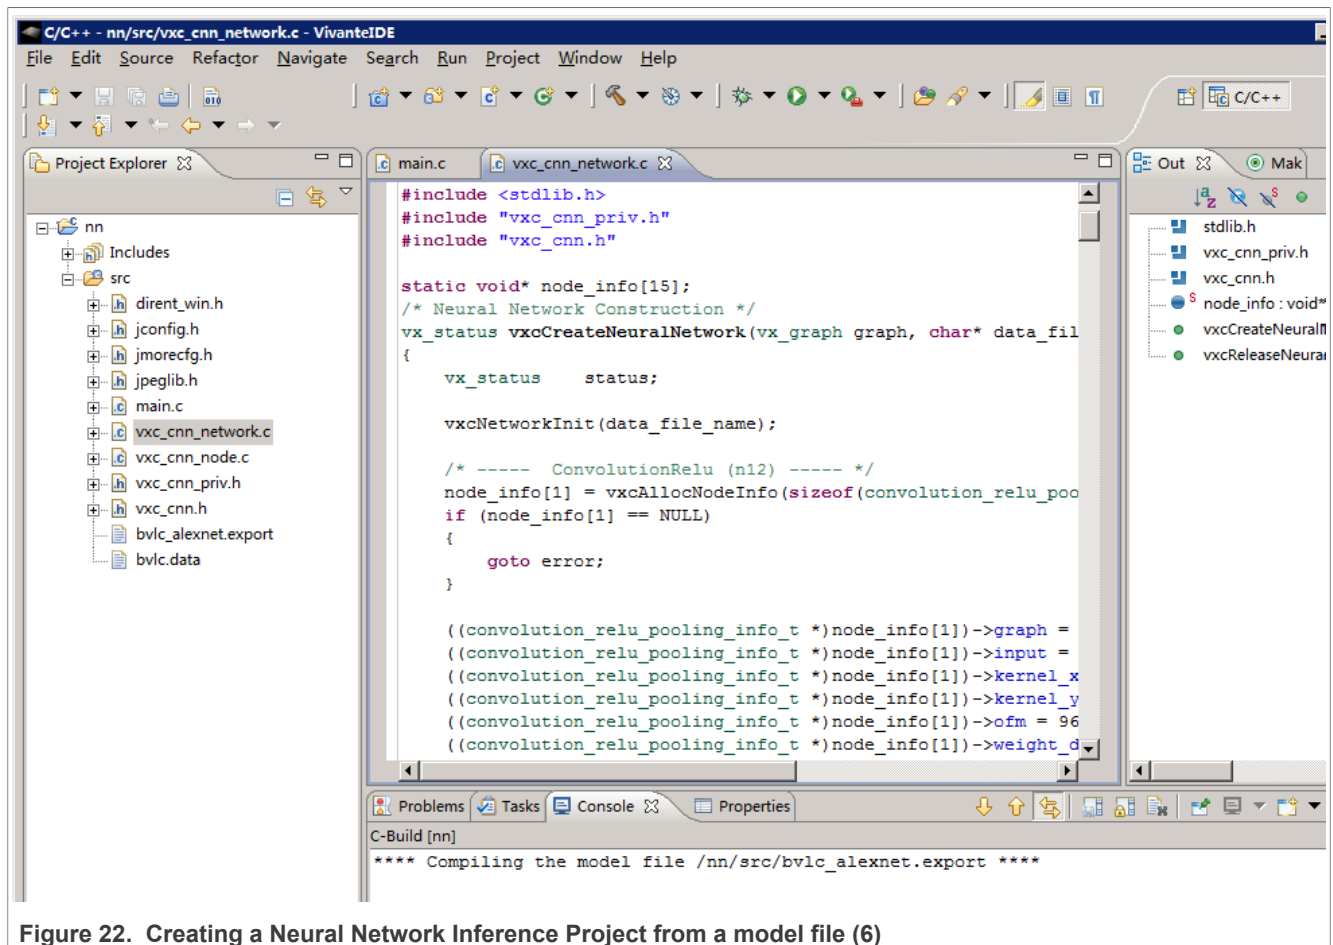 C/C++ - nn/src/vxc_cnn_network.c - VivanteIDE
File Edit Source Refactor Navigate Search Run Project Window Help
010
C/C++
Project Explorer
main.c
vxc_cnn_network.c
Out
Mak
nn
Includes
src
dirent_win.h
jconfig.h
jmorecfg.h
jpeglib.h
main.c
vxc_cnn_network.c
vxc_cnn_node.c
vxc_cnn_priv.h
vxc_cnn.h
bvlc_alexnet.export
bvlc.data
#include <stdlib.h>
#include "vxc_cnn_priv.h"
#include "vxc_cnn.h"
static void* node_info[15];
/* Neural Network Construction */
vx_status vxcCreateNeuralNetwork(vx_graph graph, char* data_fil
{
vx_status status;
vxcNetworkInit(data_file_name);
/* ----- ConvolutionRelu (n12) ----- */
node_info[1] = vxcAllocNodeInfo(sizeof(convolution_relu_poo
if (node_info[1] == NULL)
{
goto error;
}
((convolution_relu_pooling_info_t *)node_info[1])->graph =
((convolution_relu_pooling_info_t *)node_info[1])->input =
((convolution_relu_pooling_info_t *)node_info[1])->kernel_x
((convolution_relu_pooling_info_t *)node_info[1])->kernel_y
((convolution_relu_pooling_info_t *)node_info[1])->ofm = 96
((convolution_relu_pooling_info_t *)node_info[1])->weight_d
stdlib.h
vxc_cnn_priv.h
vxc_cnn.h
S node_info : void*
vxcCreateNeural
vxcReleaseNeura
Problems Tasks Console Properties
C-Build [nn]
**** Compiling the model file /nn/src/bvlc_alexnet.export ****
Figure 22. Creating a Neural Network Inference Project from a model file (6)